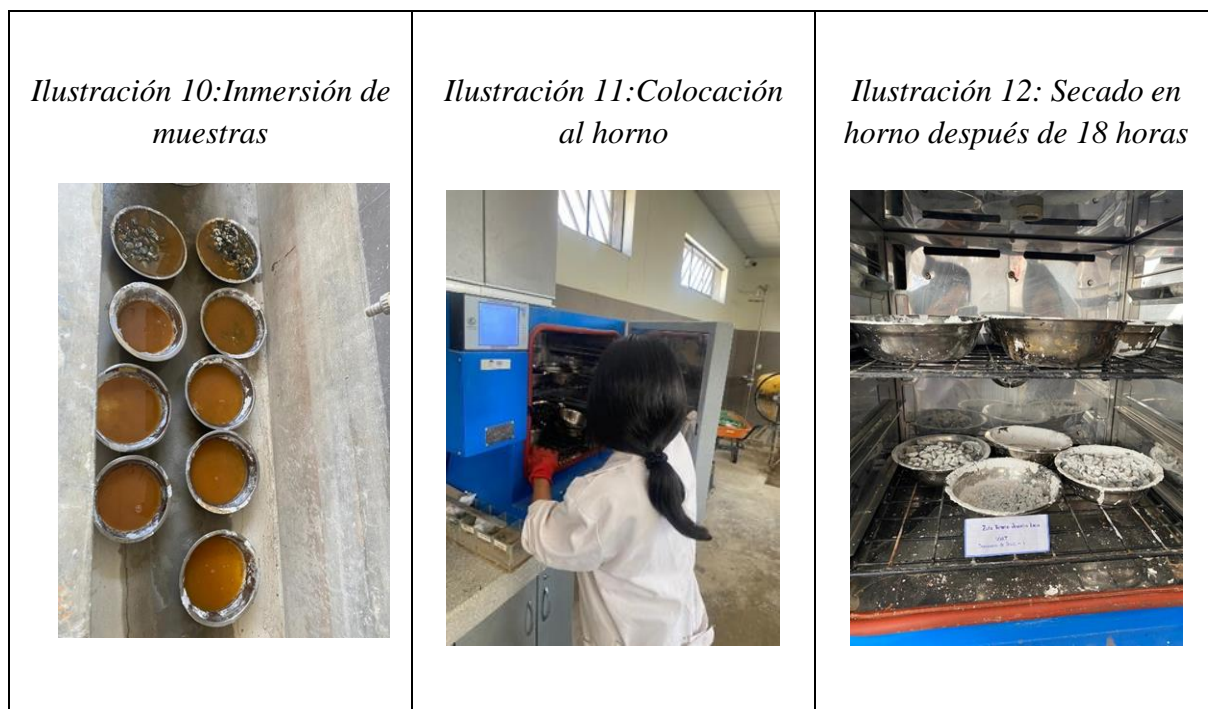 Ilustración 10:Inmersión de
muestras
Ilustración 11:Colocación
al horno
Ilustración 12: Secado en
horno después de 18 horas